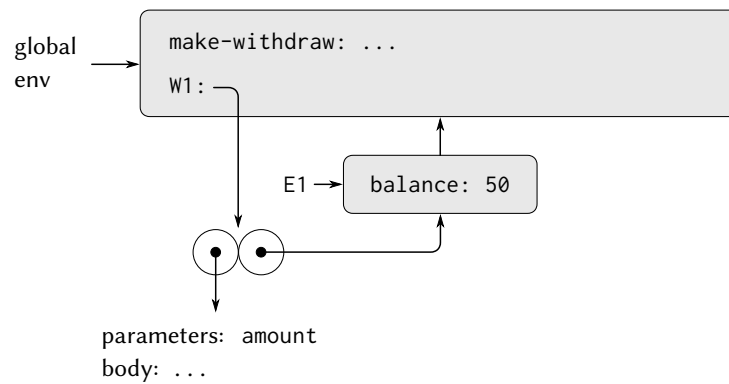 global
env
make-withdraw: ...
W1:
E1
balance: 50
parameters: amount
body: ...